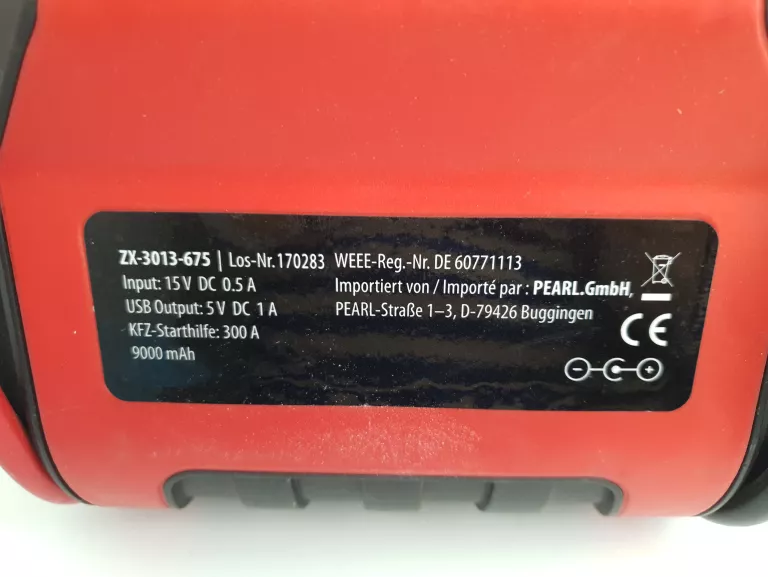 ZX-3013-675 | Los-Nr. 170283 WEEE-Reg.-Nr. DE 60771113
Input: 15 V DC 0.5 A Importiert von / Importé par : PEARL.GmbH,
USB Output: 5 V DC 1 A PEARL-Straße 1–3, D-79426 Buggingen
KFZ-Starthilfe: 300 A
9000 mAh
CE